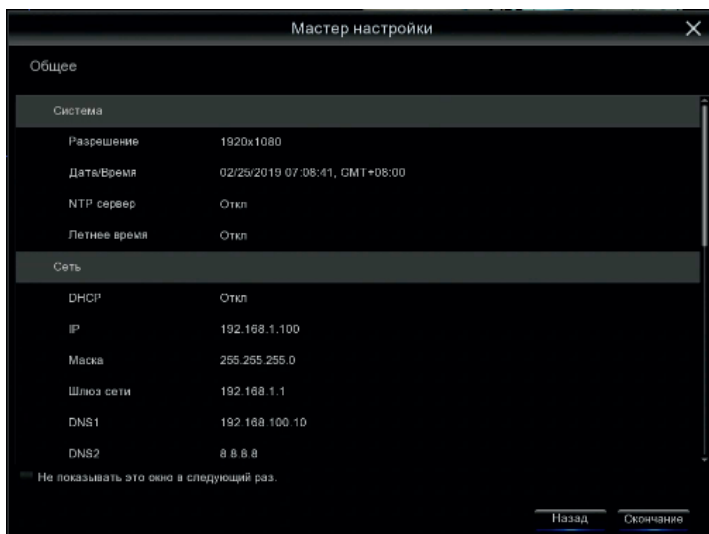 Мастер настройки
Общее
Система
Разрешение 1920x1080
Дата/Время 02/25/2019 07:08:41, GMT+08:00
NTP сервер Откл
Летнее время Откл
Сеть
DHCP Откл
IP 192.168.1.100
Маска 255.255.255.0
Шлюз сети 192.168.1.1
DNS1 192.168.100.10
DNS2 8.8.8.8
Не показывать это окно в следующий раз.
Назад Скончание